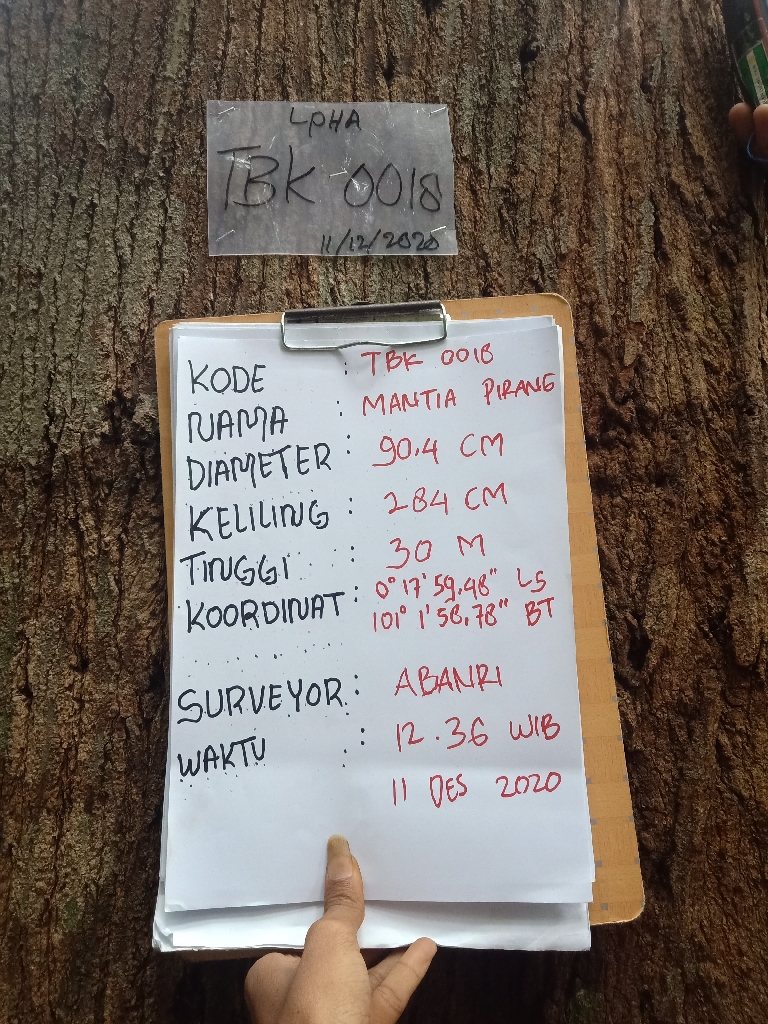 LPHA
TBK 0018
11/12/2020
KODE : TBK 0018
NAMA : MANTIA PIRANG
DIAMETER : 90.4 CM
KELILING : 284 CM
TINGGI : 30 M
KOORDINAT : 0° 17' 59,48" LS
101° 1' 58,78" BT
SURVEYOR : ABANRI
WAKTU : 12.36 WIB
11 DES 2020